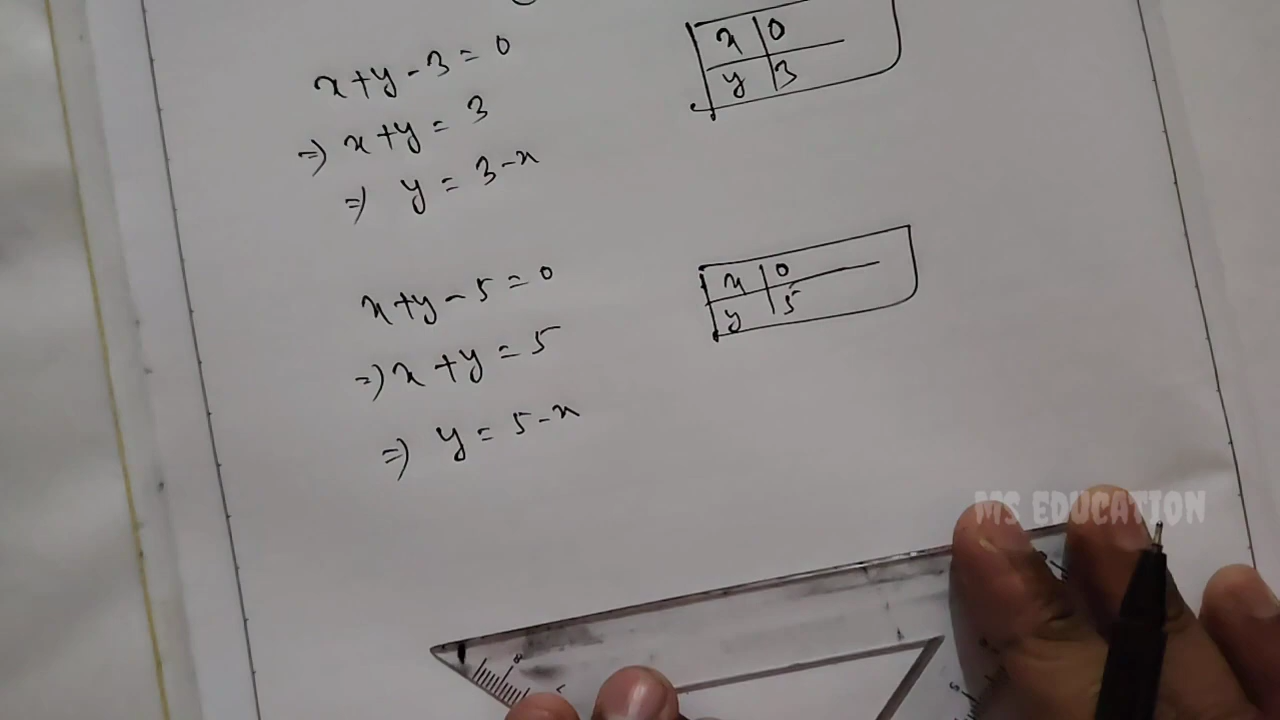 x+y-3=0
⇒ x+y = 3
⇒ y = 3-x
x 0
y 3
x+y-5=0
⇒ x+y=5
⇒ y = 5-x
x 0
y 5
MS EDUCATION